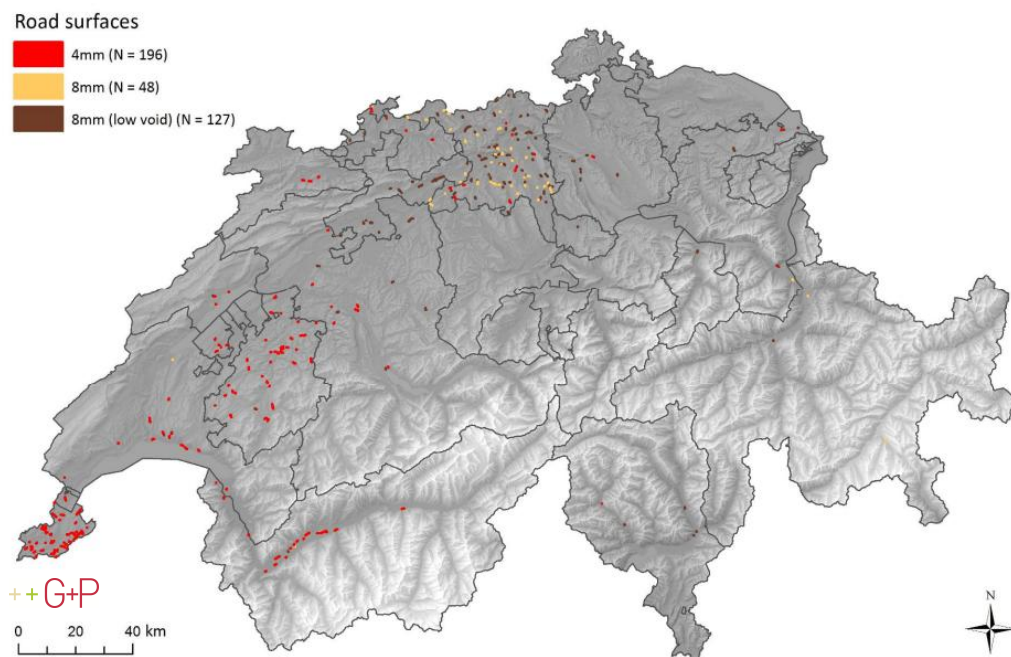 Road surfaces
4mm (N = 196)
8mm (N = 48)
8mm (low void) (N = 127)
++G+P
N
0 20 40 km